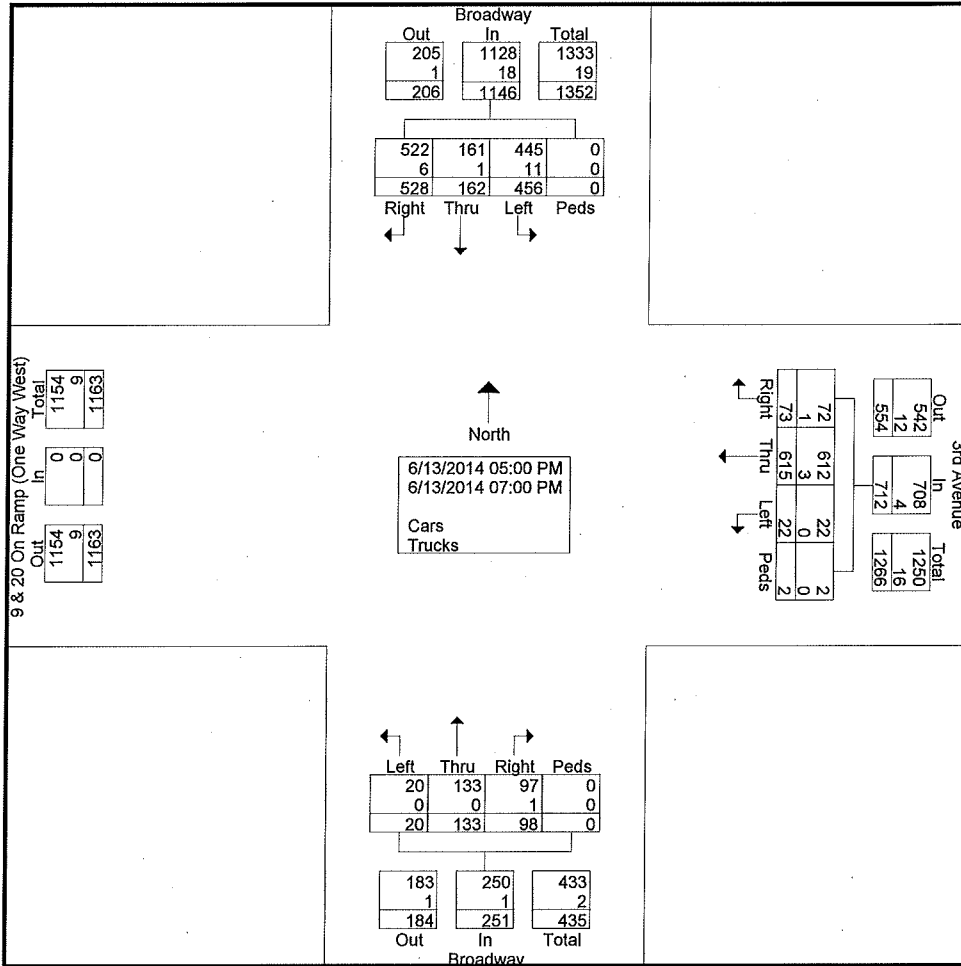 Broadway
Out In Total
205 1128 1333
1 18 19
206 1146 1352
522 161 445 0
6 1 11 0
528 162 456 0
Right Thru Left Peds
9 & 20 On Ramp (One Way West)
Total In Out
1154 0 1154
9 0 9
1163 0 1163
North
6/13/2014 05:00 PM
6/13/2014 07:00 PM
Cars
Trucks
3rd Avenue
Out In Total
542 708 1250
12 4 16
554 712 1266
72 612 22 2
1 3 0 0
73 615 22 2
Right Thru Left Peds
Left Thru Right Peds
20 133 97 0
0 0 1 0
20 133 98 0
183 250 433
1 1 2
184 251 435
Out In Total
Broadway